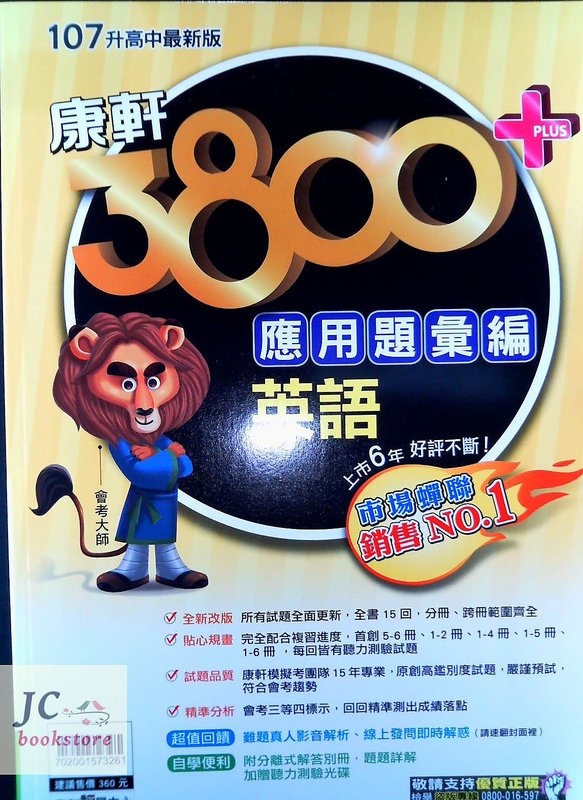 107升高中最新版
康軒
3800
PLUS
應用題彙編
英語
上市6年 好評不斷!
市場蟬聯
銷售NO.1
會考大師
全新改版 所有試題全面更新，全書15回，分冊、跨冊範圍齊全
貼心規畫 完全配合複習進度，首創5-6冊、1-2冊、1-4冊、1-5冊、
1-6冊，每回皆有聽力測驗試題
試題品質 康軒模擬考團隊15年專業，原創高鑑別度試題，嚴謹預試，
符合會考趨勢
精準分析 會考三等四標示，回回精準測出成績落點
超值回饋 難題真人影音解析、線上發問即時解惑（請速翻封面裡）
自學便利 附分離式解答別冊，題題詳解
加贈聽力測驗光碟
JC
bookstore
702001573261
建議售價 360元
敬請支持優質正版
檢舉盜版專線 0800-016-597